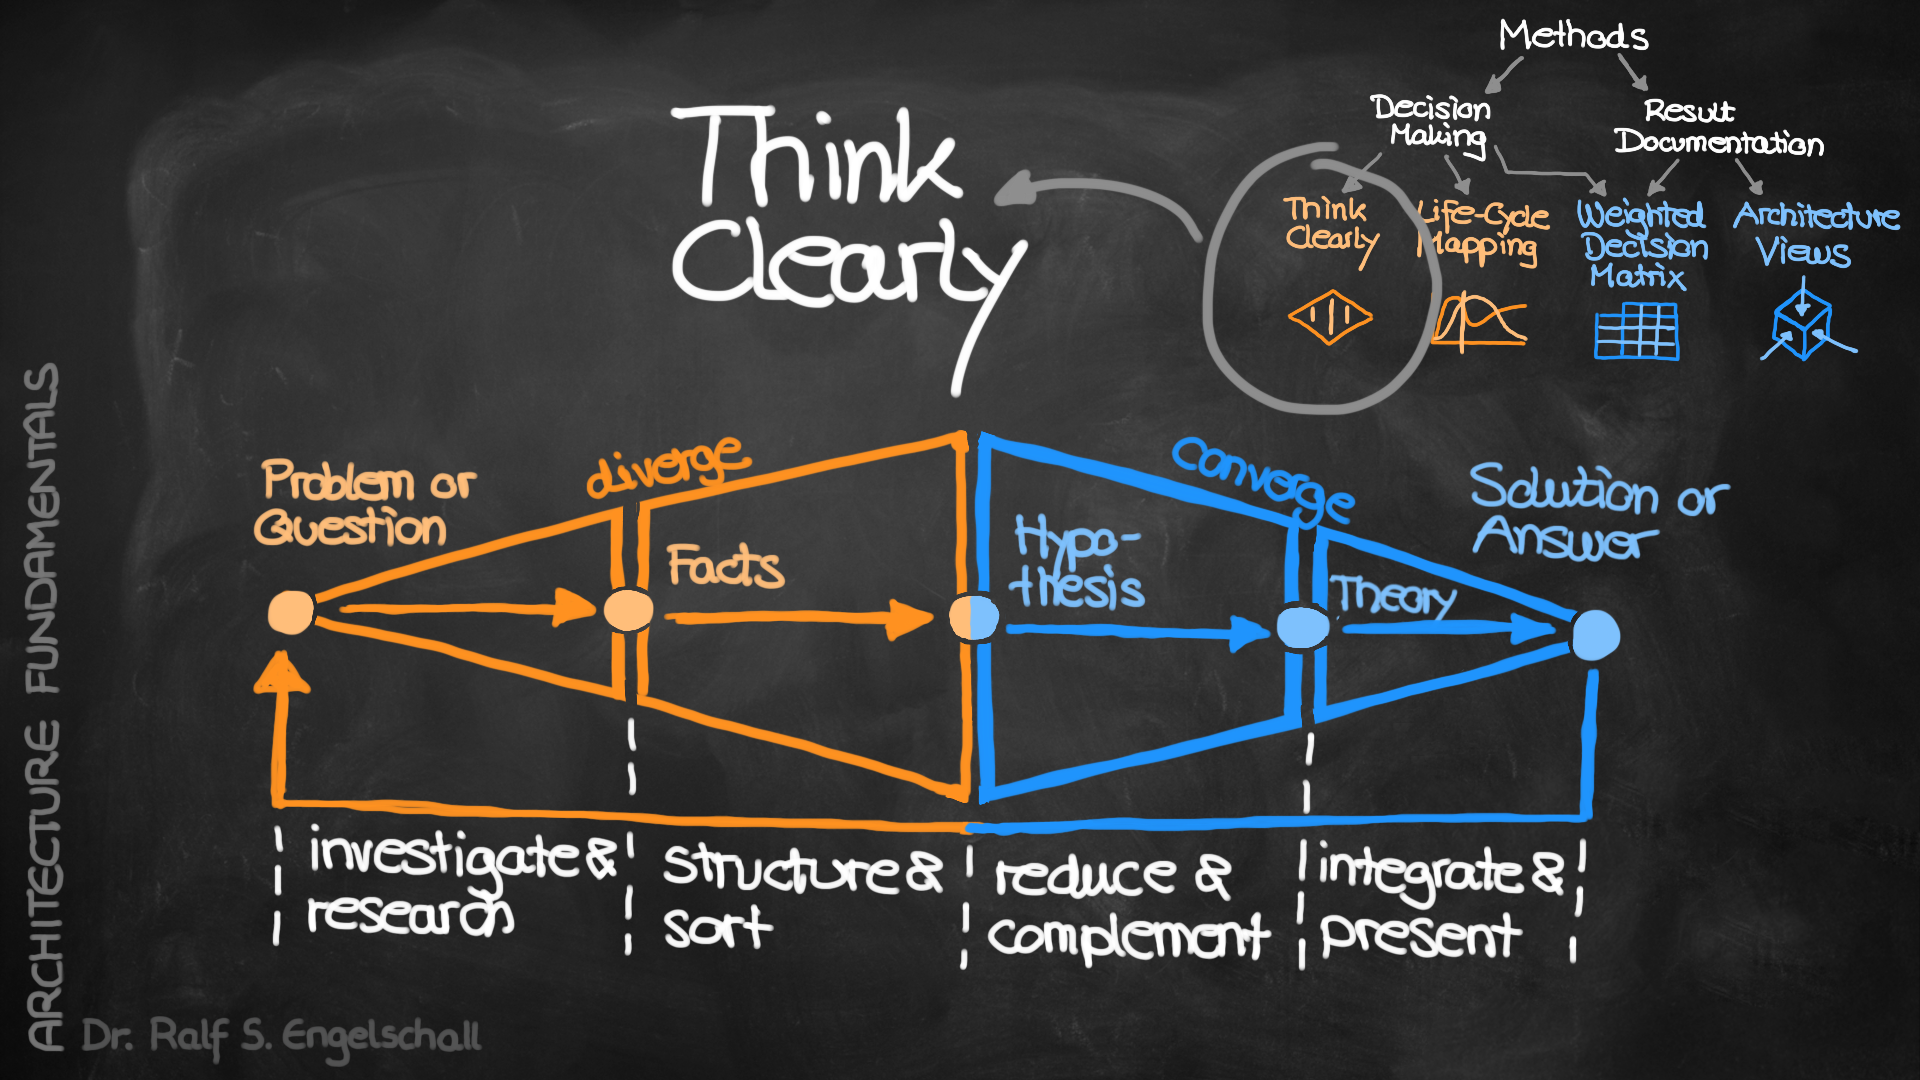 Methods
Decision
Making
Result
Documentation
Think
Clearly
Life-Cycle
Mapping
Weighted
Decision
Matrix
Architecture
Views
Think
Clearly
Problem or
Question
diverge
Facts
Hypo-
thesis
converge
Theory
Solution or
Answer
investigate &
research
structure &
sort
reduce &
complement
integrate &
present
ARCHITECTURE FUNDAMENTALS
Dr. Ralf S. Engelschall